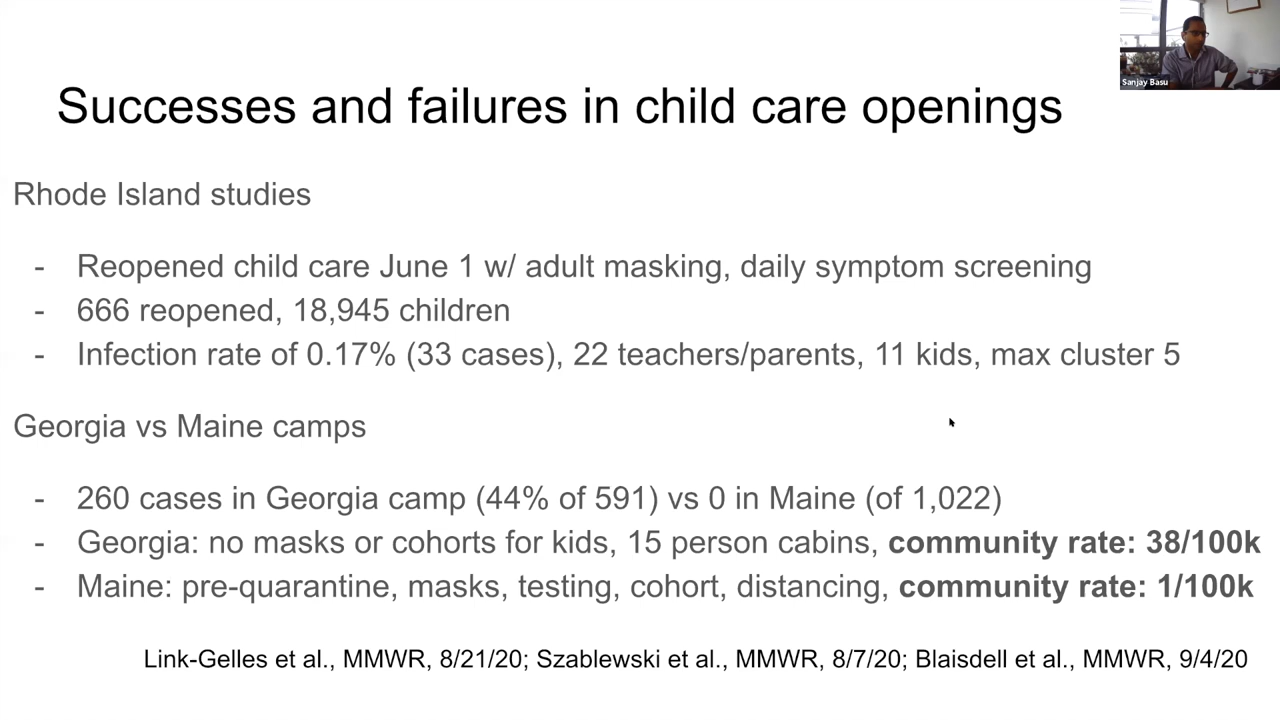 Sanjay Basu
Successes and failures in child care openings
Rhode Island studies
- Reopened child care June 1 w/ adult masking, daily symptom screening
- 666 reopened, 18,945 children
- Infection rate of 0.17% (33 cases), 22 teachers/parents, 11 kids, max cluster 5
Georgia vs Maine camps
- 260 cases in Georgia camp (44% of 591) vs 0 in Maine (of 1,022)
- Georgia: no masks or cohorts for kids, 15 person cabins, community rate: 38/100k
- Maine: pre-quarantine, masks, testing, cohort, distancing, community rate: 1/100k
Link-Gelles et al., MMWR, 8/21/20; Szablewski et al., MMWR, 8/7/20; Blaisdell et al., MMWR, 9/4/20